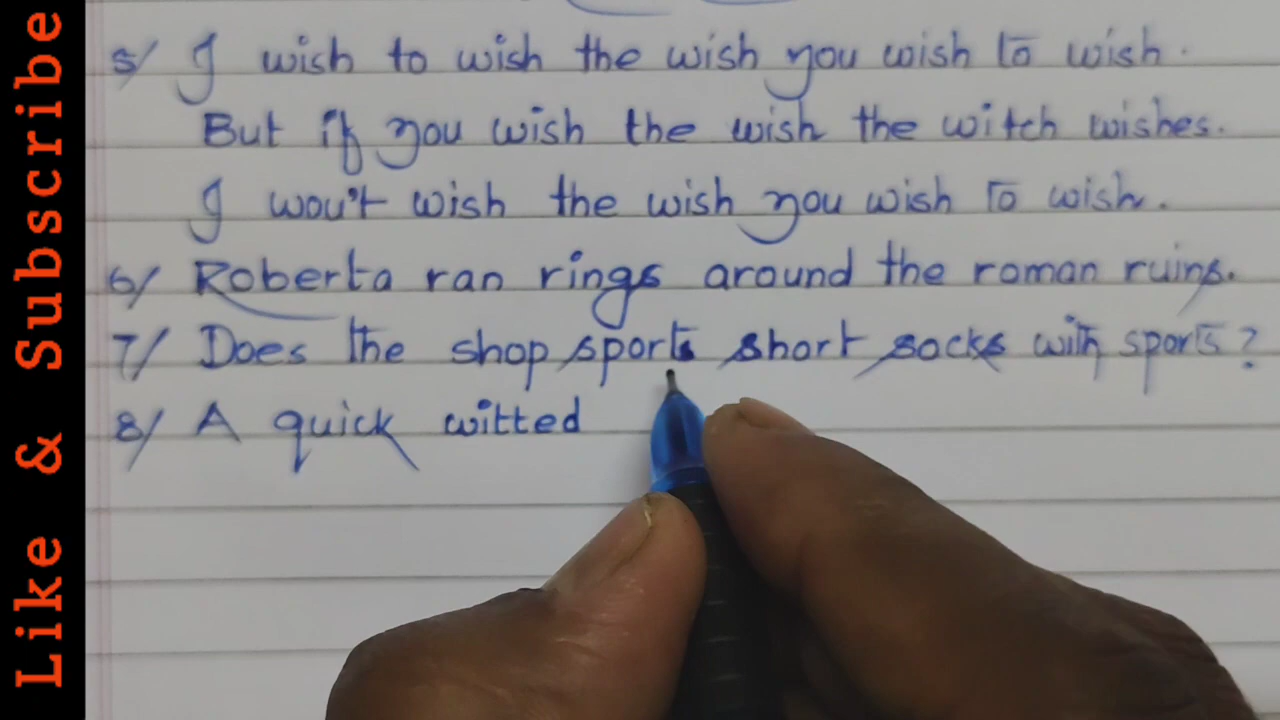 Like & Subscribe
5/ I wish to wish the wish you wish to wish.
But if you wish the wish the witch wishes.
I won't wish the wish you wish to wish.
6/ Roberta ran rings around the roman ruins.
7/ Does the shop sports short socks with sports?
8/ A quick witted